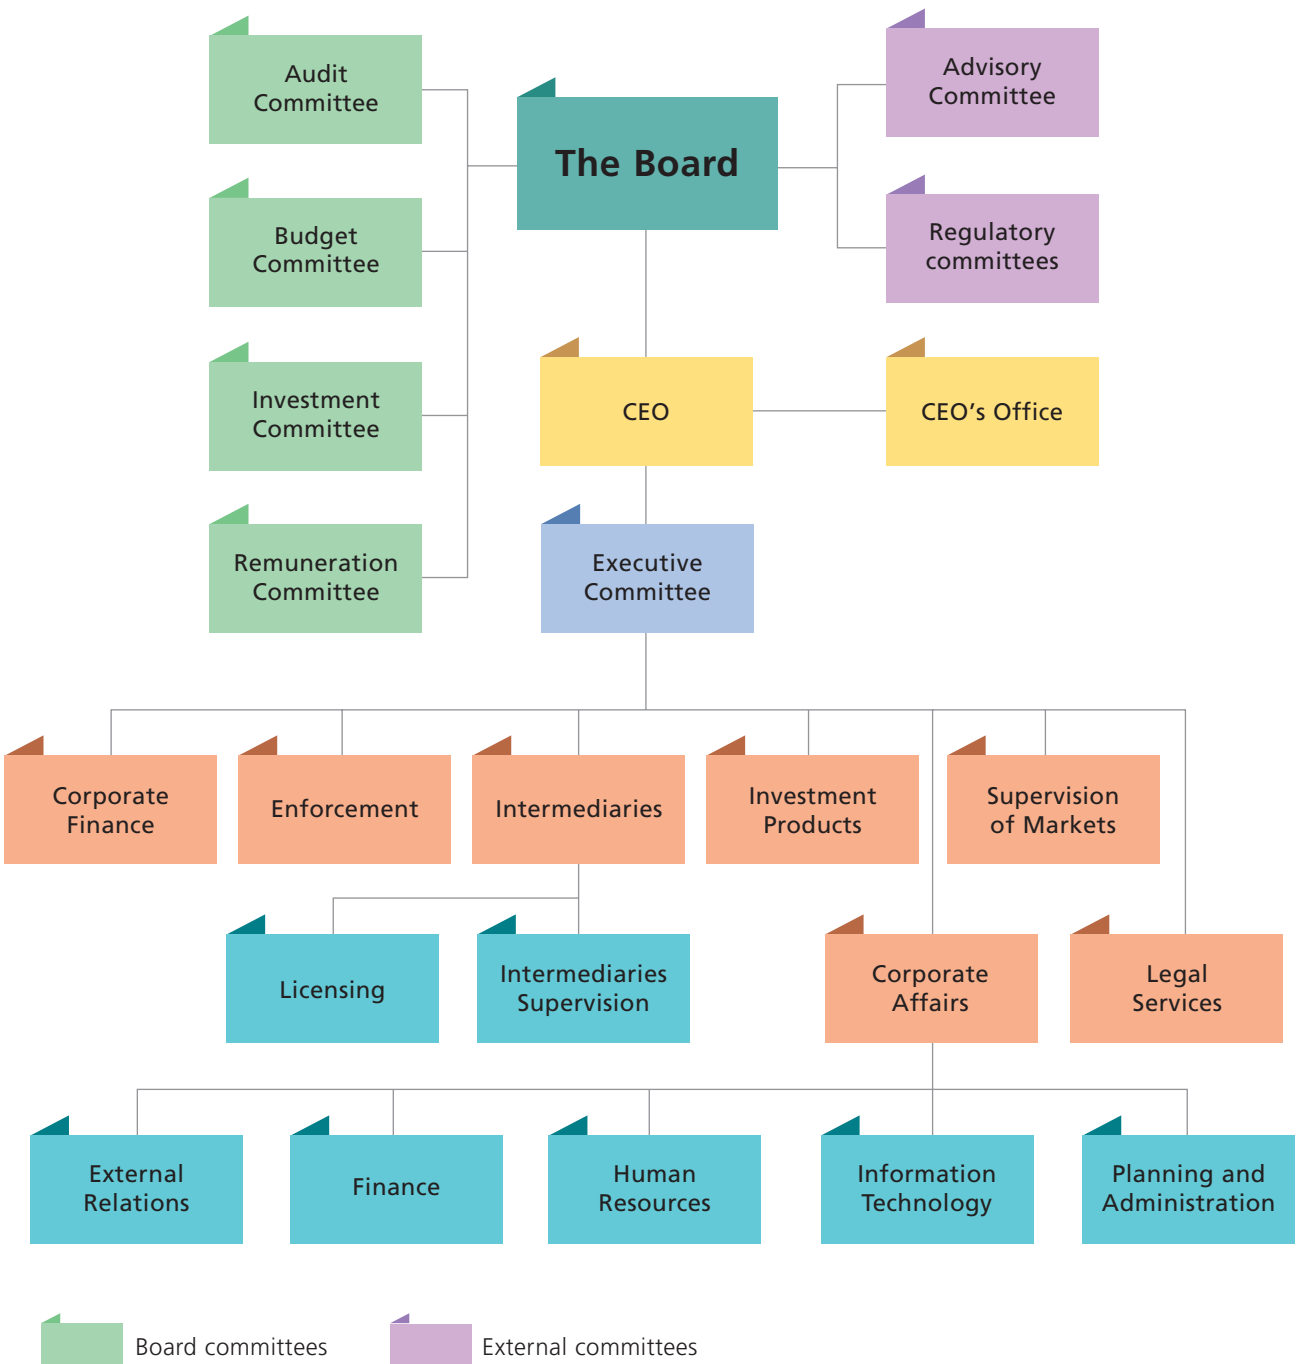 Audit
Committee
The Board
Advisory
Committee
Budget
Committee
Regulatory
committees
Investment
Committee
CEO
CEO’s Office
Remuneration
Committee
Executive
Committee
Corporate
Finance
Enforcement
Intermediaries
Investment
Products
Supervision
of Markets
Licensing
Intermediaries
Supervision
Corporate
Affairs
Legal
Services
External
Relations
Finance
Human
Resources
Information
Technology
Planning and
Administration
Board committees
External committees